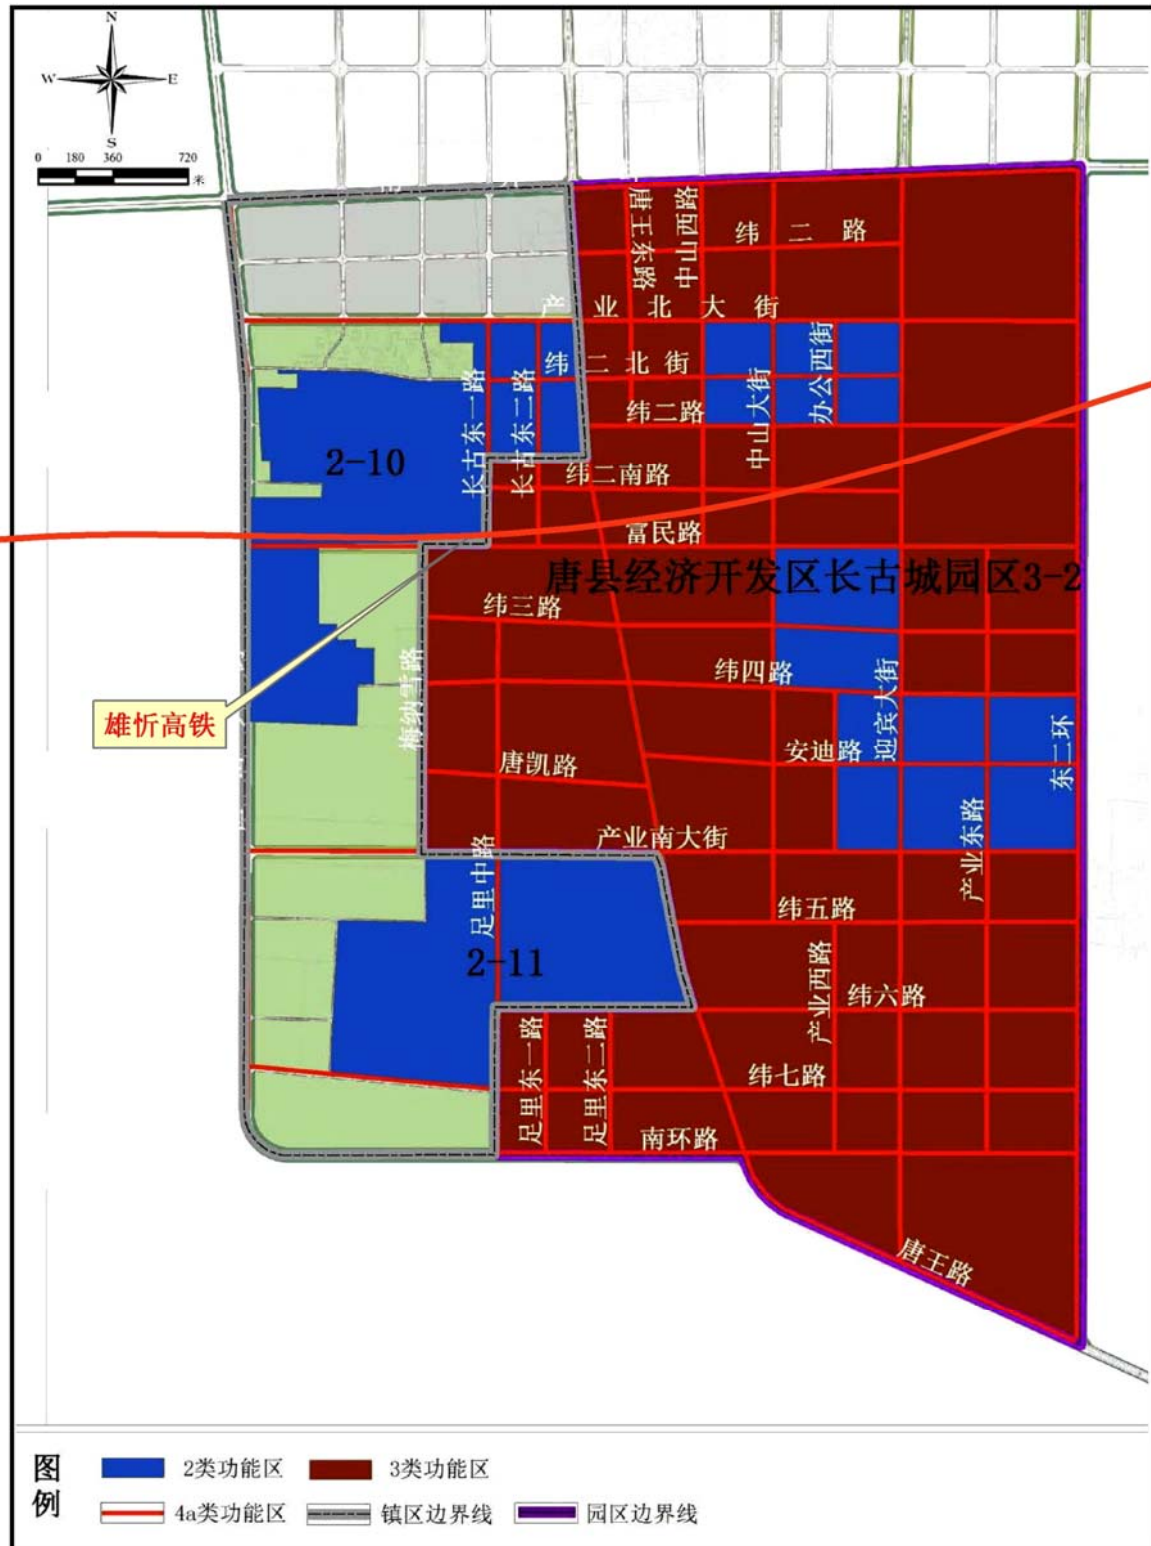 N
W
E
S
0 180 360 720
米
唐王东路
中山西路
纬二路
产业北大街
纬二北街
办公西街
长古东一路
长古东二路
纬二路
中山大街
2-10
纬二南路
富民路
唐县经济开发区长古城园区3-2
纬三路
纬四路
迎宾大街
梅纳雪路
雄忻高铁
东二环
安迪路
唐凯路
产业南大街
产业东路
足里中路
纬五路
2-11
产业西路
纬六路
足里东一路
足里东二路
纬七路
南环路
唐王路
图例
2类功能区
3类功能区
4a类功能区
镇区边界线
园区边界线